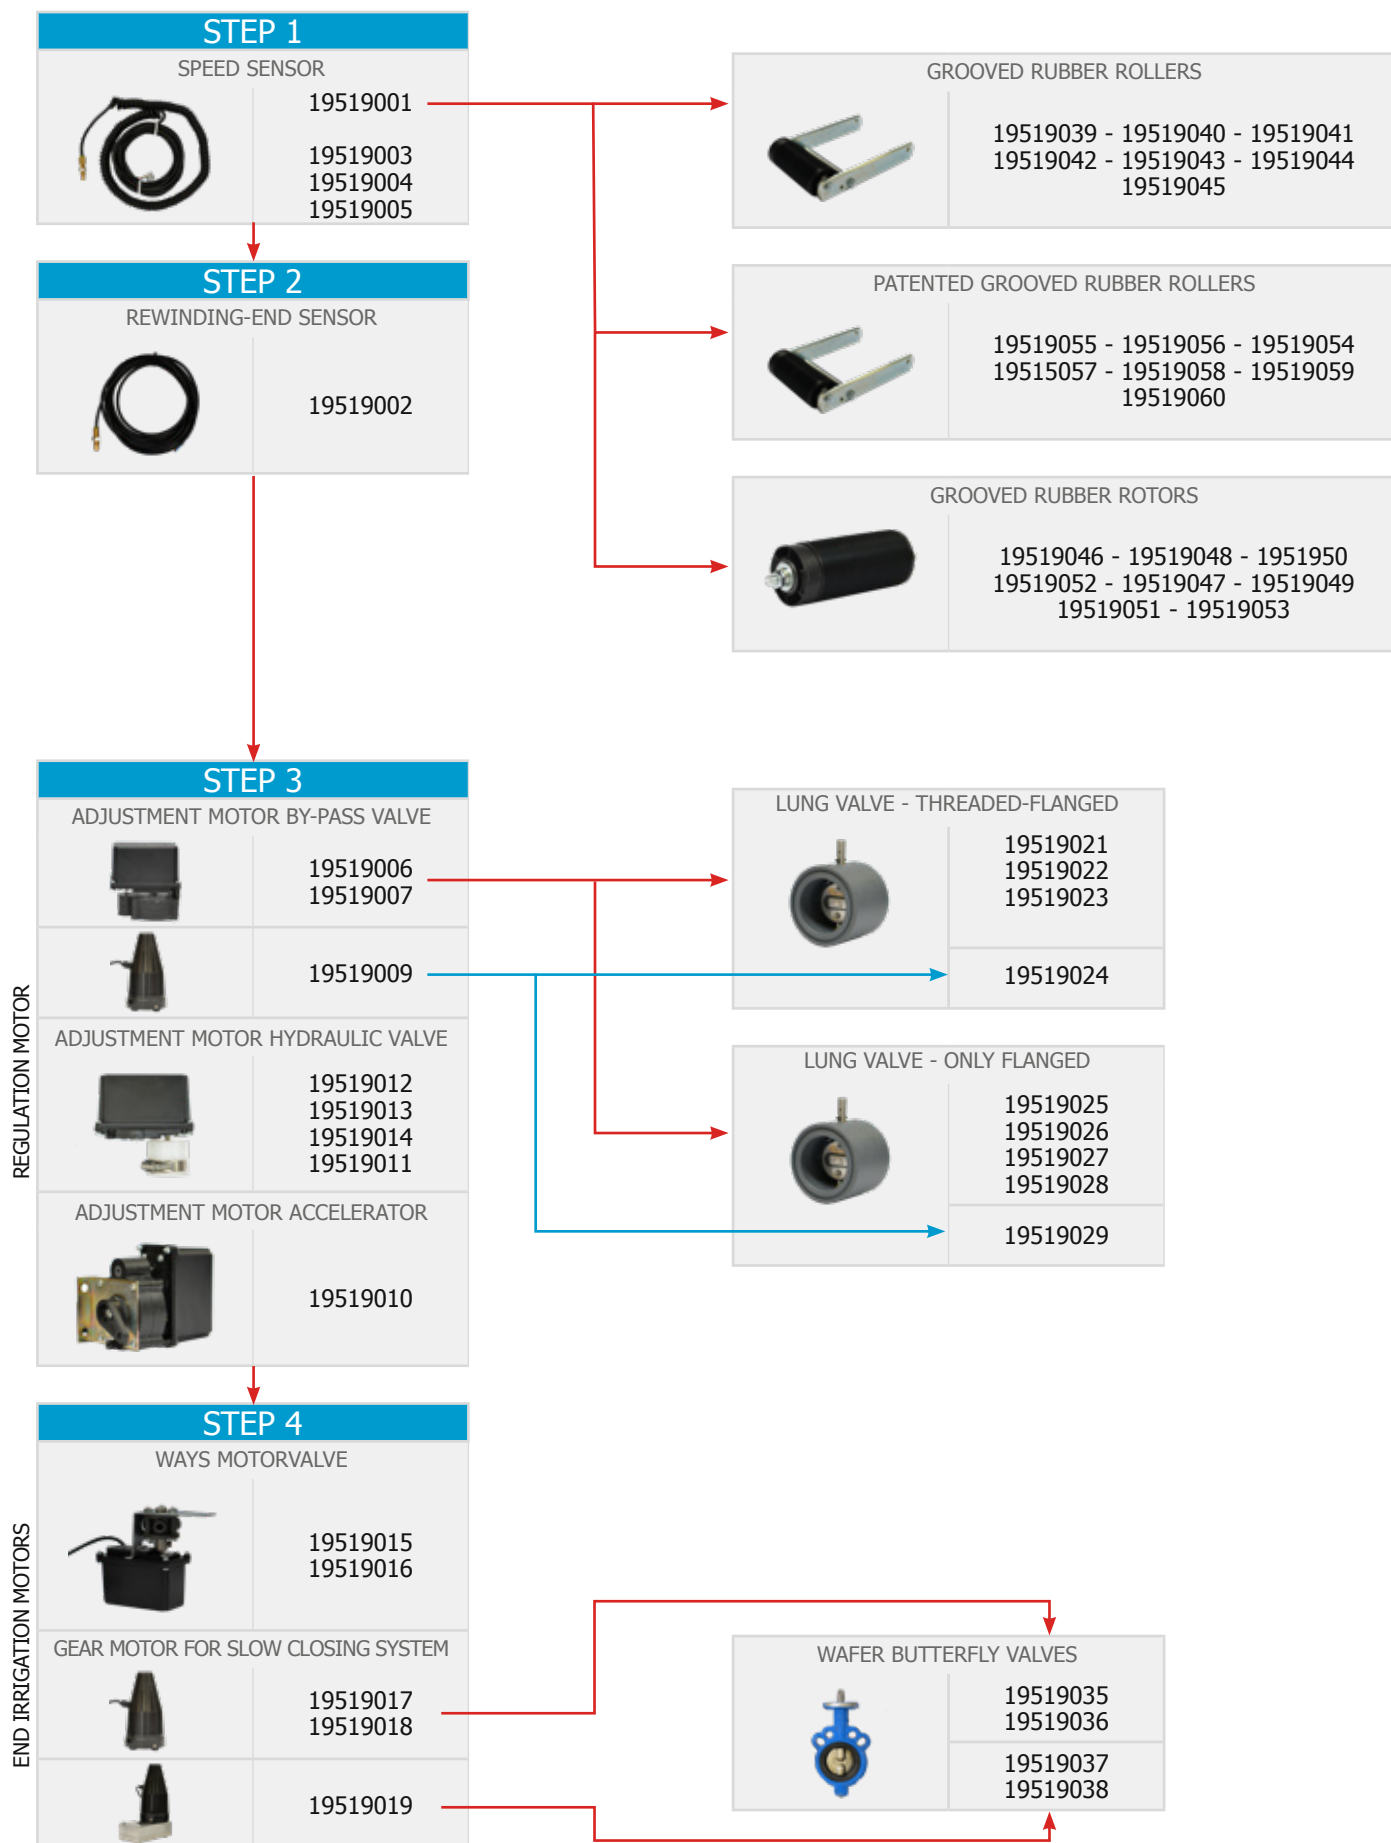 STEP 1
SPEED SENSOR
19519001
19519003
19519004
19519005
GROOVED RUBBER ROLLERS
19519039 - 19519040 - 19519041
19519042 - 19519043 - 19519044
19519045
STEP 2
REWINDING-END SENSOR
19519002
PATENTED GROOVED RUBBER ROLLERS
19519055 - 19519056 - 19519054
19515057 - 19519058 - 19519059
19519060
GROOVED RUBBER ROTORS
19519046 - 19519048 - 1951950
19519052 - 19519047 - 19519049
19519051 - 19519053
REGULATION MOTOR
STEP 3
ADJUSTMENT MOTOR BY-PASS VALVE
19519006
19519007
19519009
ADJUSTMENT MOTOR HYDRAULIC VALVE
19519012
19519013
19519014
19519011
ADJUSTMENT MOTOR ACCELERATOR
19519010
LUNG VALVE - THREADED-FLANGED
19519021
19519022
19519023
19519024
LUNG VALVE - ONLY FLANGED
19519025
19519026
19519027
19519028
19519029
END IRRIGATION MOTORS
STEP 4
WAYS MOTORVALVE
19519015
19519016
GEAR MOTOR FOR SLOW CLOSING SYSTEM
19519017
19519018
19519019
WAFER BUTTERFLY VALVES
19519035
19519036
19519037
19519038